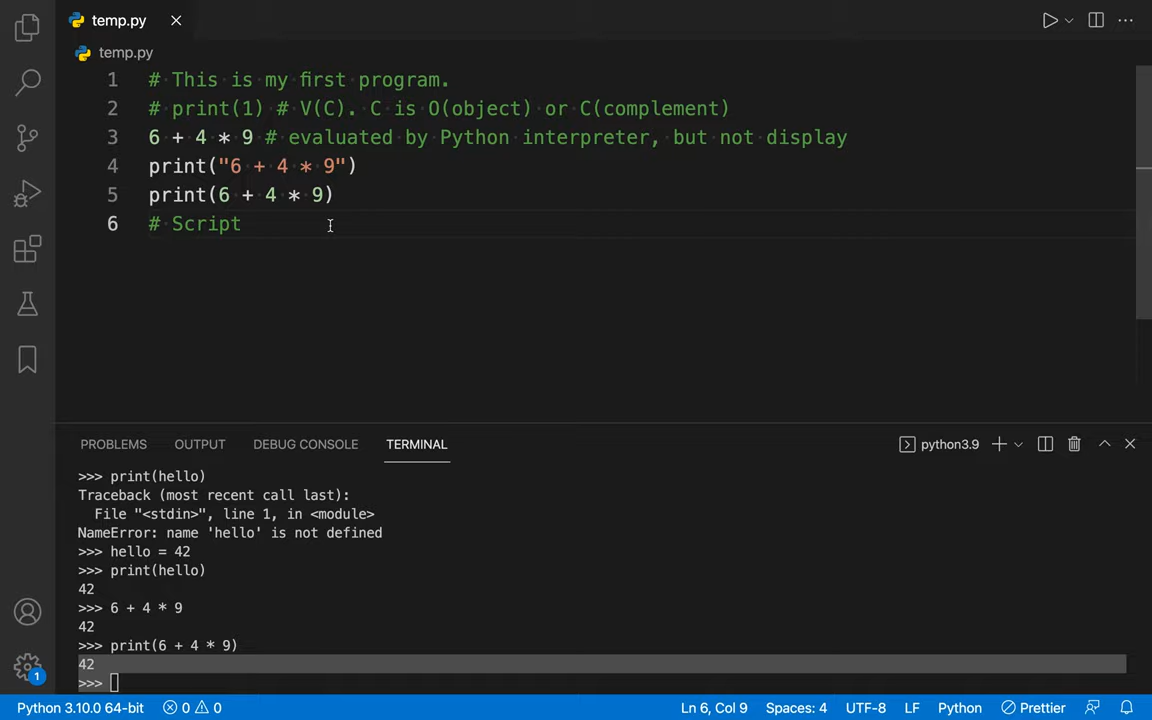 temp.py
temp.py
1 # This is my first program.
2 # print(1) # V(C). C is O(object) or C(complement)
3 6 + 4 * 9 # evaluated by Python interpreter, but not display
4 print("6 + 4 * 9")
5 print(6 + 4 * 9)
6 # Script
PROBLEMS OUTPUT DEBUG CONSOLE TERMINAL python3.9
>>> print(hello)
Traceback (most recent call last):
File "<stdin>", line 1, in <module>
NameError: name 'hello' is not defined
>>> hello = 42
>>> print(hello)
42
>>> 6 + 4 * 9
42
>>> print(6 + 4 * 9)
42
>>>
1
Python 3.10.0 64-bit 0 0 Ln 6, Col 9 Spaces: 4 UTF-8 LF Python Prettier